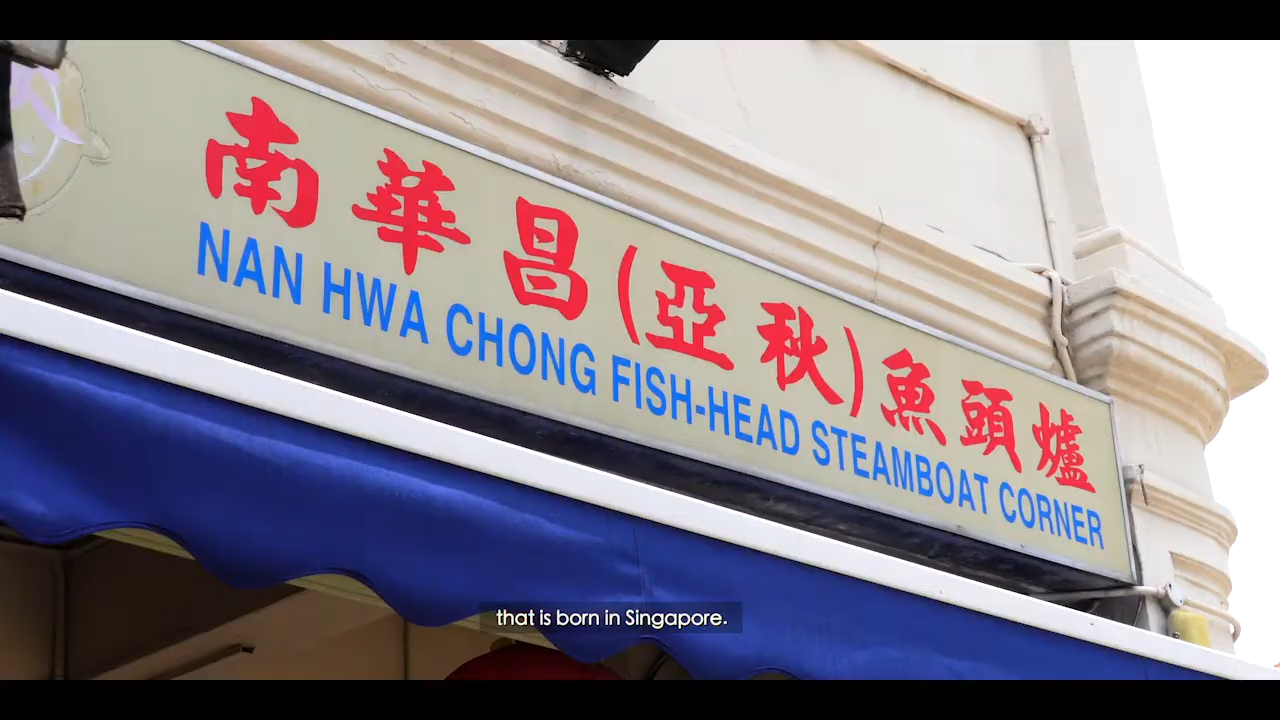 南華昌(亞秋)魚頭爐
NAN HWA CHONG FISH-HEAD STEAMBOAT CORNER
that is born in Singapore.